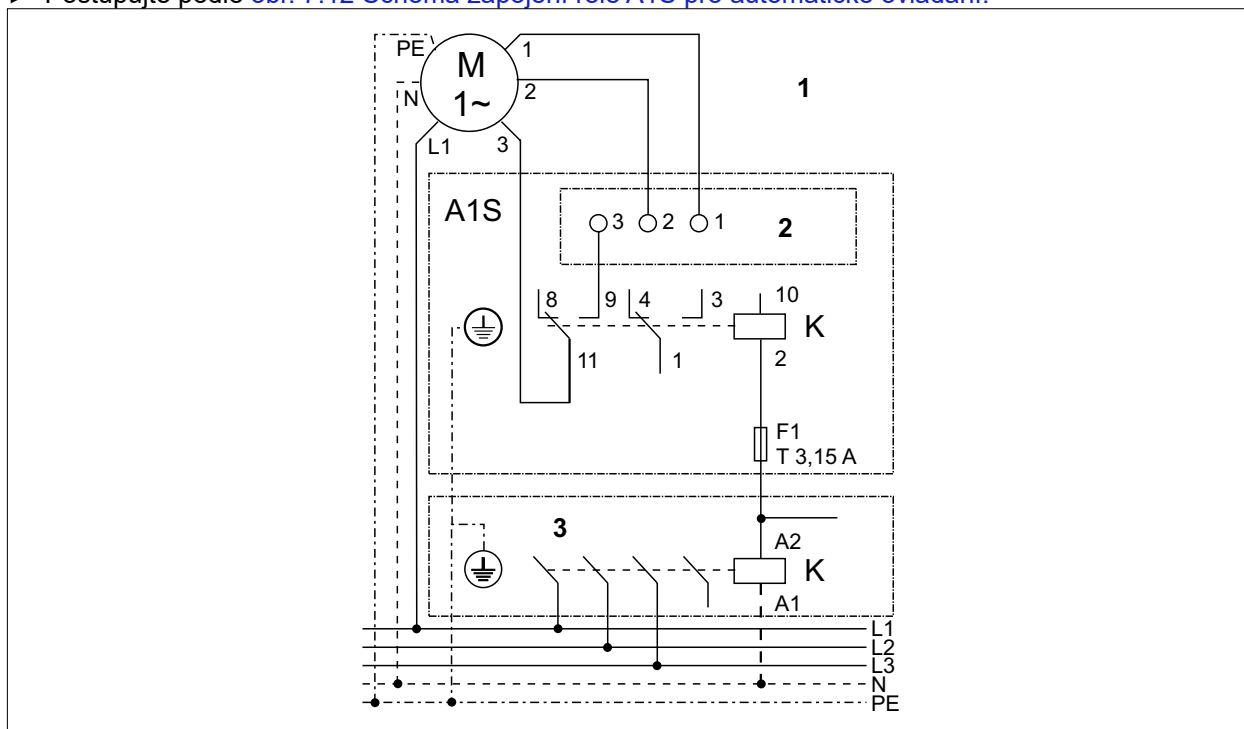 ► Postupujte podle obr. 7.12 Schéma zapojení relé A1S pro automatické ovládání.
PE
1
M
1~
N
2
1
L1
3
A1S
3
2
1
2
8
9
4
3
10
K
11
1
2
F1
T 3,15 A
3
A2
K
A1
L1
L2
L3
N
PE